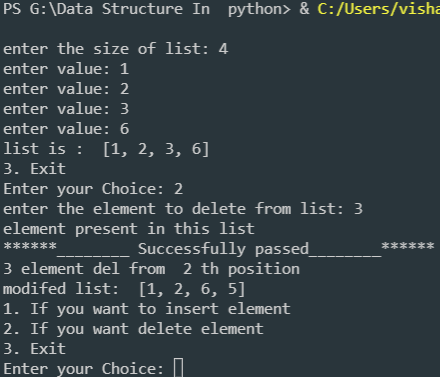 PS G:\Data Structure In  python> & C:/Users/visha
enter the size of list: 4
enter value: 1
enter value: 2
enter value: 3
enter value: 6
list is :  [1, 2, 3, 6]
3. Exit
Enter your Choice: 2
enter the element to delete from list: 3
element present in this list
******________ Successfully passed________******
3 element del from  2 th position
modifed list:  [1, 2, 6, 5]
1. If you want to insert element
2. If you want delete element
3. Exit
Enter your Choice: